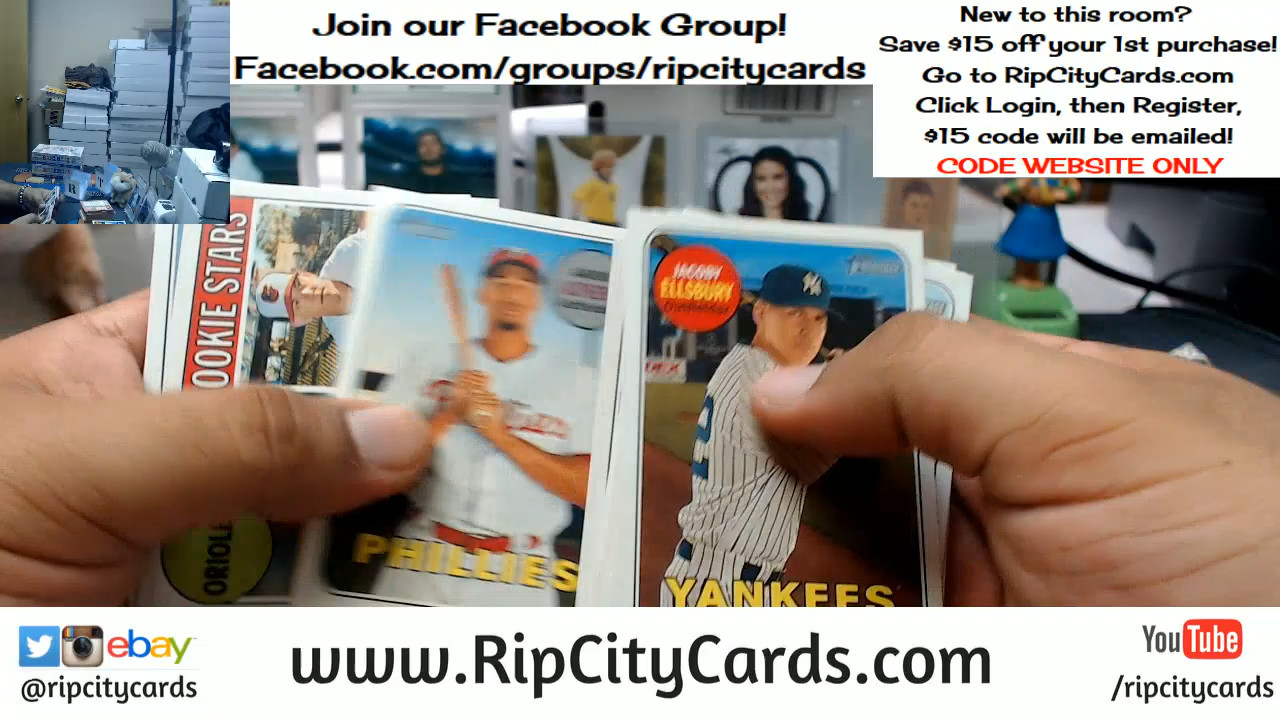 Join our Facebook Group!
Facebook.com/groups/ripcitycards
New to this room?
Save $15 off your 1st purchase!
Go to RipCityCards.com
Click Login, then Register,
$15 code will be emailed!
CODE WEBSITE ONLY
OOKIE STARS
ORIOLE
PHILLIES
JACOBY
ELLSBURY
YANKEES
ebay
@ripcitycards
www.RipCityCards.com
YouTube
/ripcitycards